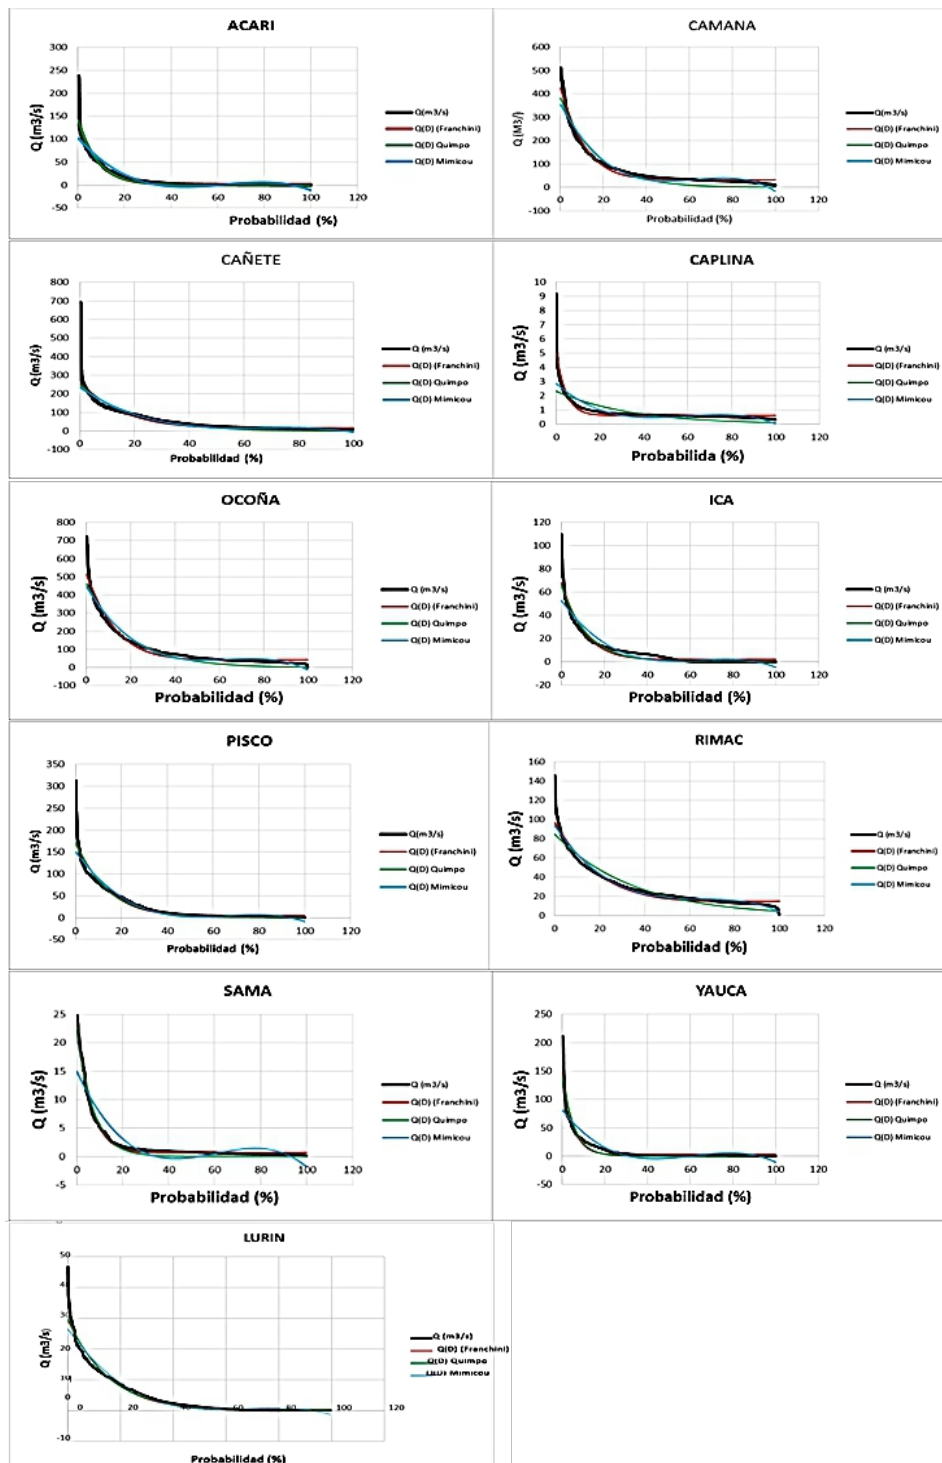 ACARI
300
250
200
150
100
50
0
-50
0 20 40 60 80 100 120
Q (m3/s)
Probabilidad (%)
Q(m3/s)
Q(D) (Franchini)
Q(D) Quimpo
Q(D) Mimicou
CAMANA
600
500
400
300
200
100
0
-100
0 20 40 60 80 100 120
Q (M3/)
Probabilidad (%)
Q (m3/s)
Q(D) (Franchini)
Q(D) Quimpo
Q(D) Mimicou
CAÑETE
800
700
600
500
400
300
200
100
0
-100
0 20 40 60 80 100
Q (m3/s)
Probabilidad (%)
Q (m3/s)
Q(D) (Franchini)
Q(D) Quimpo
Q(D) Mimicou
CAPLINA
10
9
8
7
6
5
4
3
2
1
0
0 20 40 60 80 100 120
Q (m3/s)
Probabilida (%)
Q (m3/s)
Q(D) (Franchini)
Q(D) Quimpo
Q(D) Mimicou
OCOÑA
800
700
600
500
400
300
200
100
0
-100
0 20 40 60 80 100 120
Q (m3/s)
Probabilidad (%)
Q (m3/s)
Q(D) (Franchini)
Q(D) Quimpo
Q(D) Mimicou
ICA
120
100
80
60
40
20
0
-20
0 20 40 60 80 100 120
Q (m3/s)
Probabilidad (%)
Q (m3/s)
Q(D) (Franchini)
Q(D) Quimpo
Q(D) Mimicou
PISCO
350
300
250
200
150
100
50
0
-50
0 20 40 60 80 100 120
Q (m3/s)
Probabilidad (%)
Q(m3/s)
Q(D) (Franchini)
Q(D) Quimpo
Q(D) Mimicou
RIMAC
160
140
120
100
80
60
40
20
0
0 20 40 60 80 100 120
Q (m3/s)
Probabilidad (%)
Q (m3/s)
Q(D) (Franchini)
Q(D) Quimpo
Q(D) Mimicou
SAMA
25
20
15
10
5
0
-5
0 20 40 60 80 100 120
Q (m3/s)
Probabilidad (%)
Q (m3/s)
Q(D) (Franchini)
Q(D) Quimpo
Q(D) Mimicou
YAUCA
250
200
150
100
50
0
-50
0 20 40 60 80 100 120
Q (m3/s)
Probabilidad (%)
Q (m3/s)
Q(D) (Franchini)
Q(D) Quimpo
Q(D) Mimicou
LURIN
50
20
10
0
-10
0 20 40 60 80 100 120
Q (m3/s)
Probabilidad (%)
Q (m3/s)
Q(D) (Franchini)
Q(D) Quimpo
Q(D) Mimicou